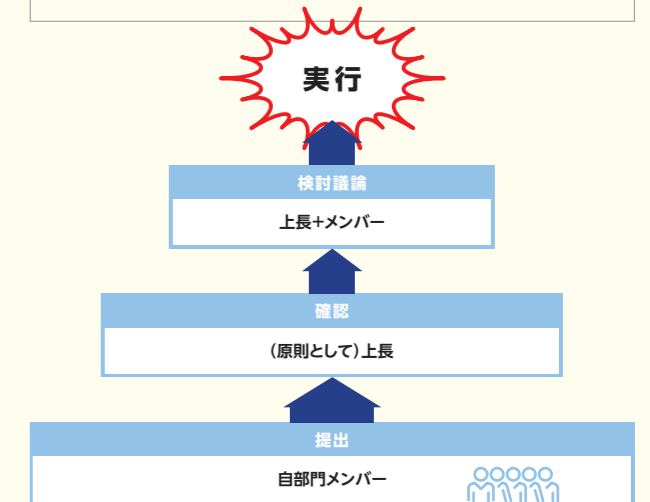 実行
検討議論
上長+メンバー
確認
(原則として)上長
提出
自部門メンバー